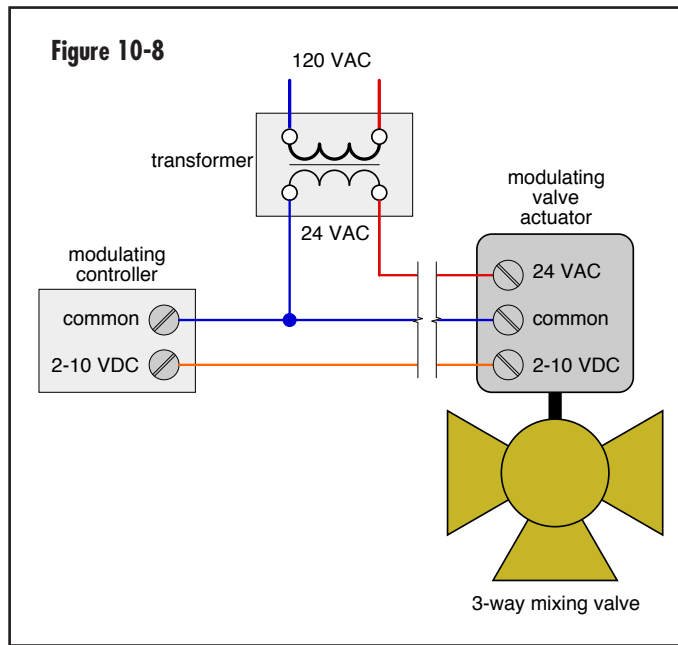 Figure 10-8
120 VAC
transformer
24 VAC
modulating
valve
actuator
modulating
controller
common
2-10 VDC
24 VAC
common
2-10 VDC
3-way mixing valve